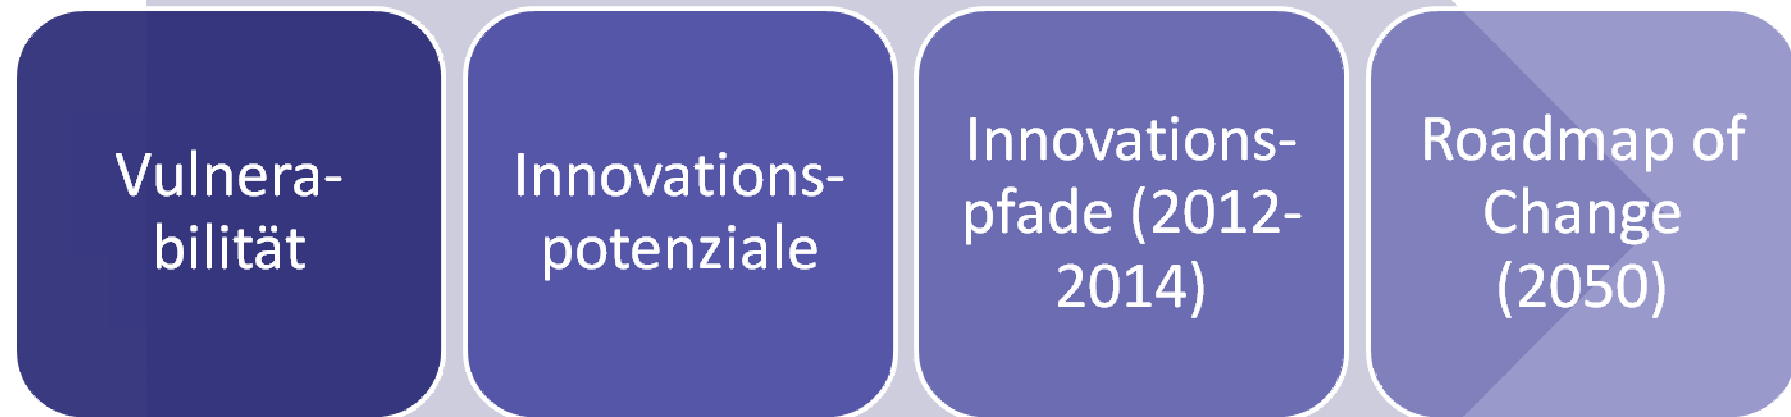 Vulnera-
bilität
Innovations-
potenziale
Innovations-
pfade (2012-
2014)
Roadmap of
Change
(2050)